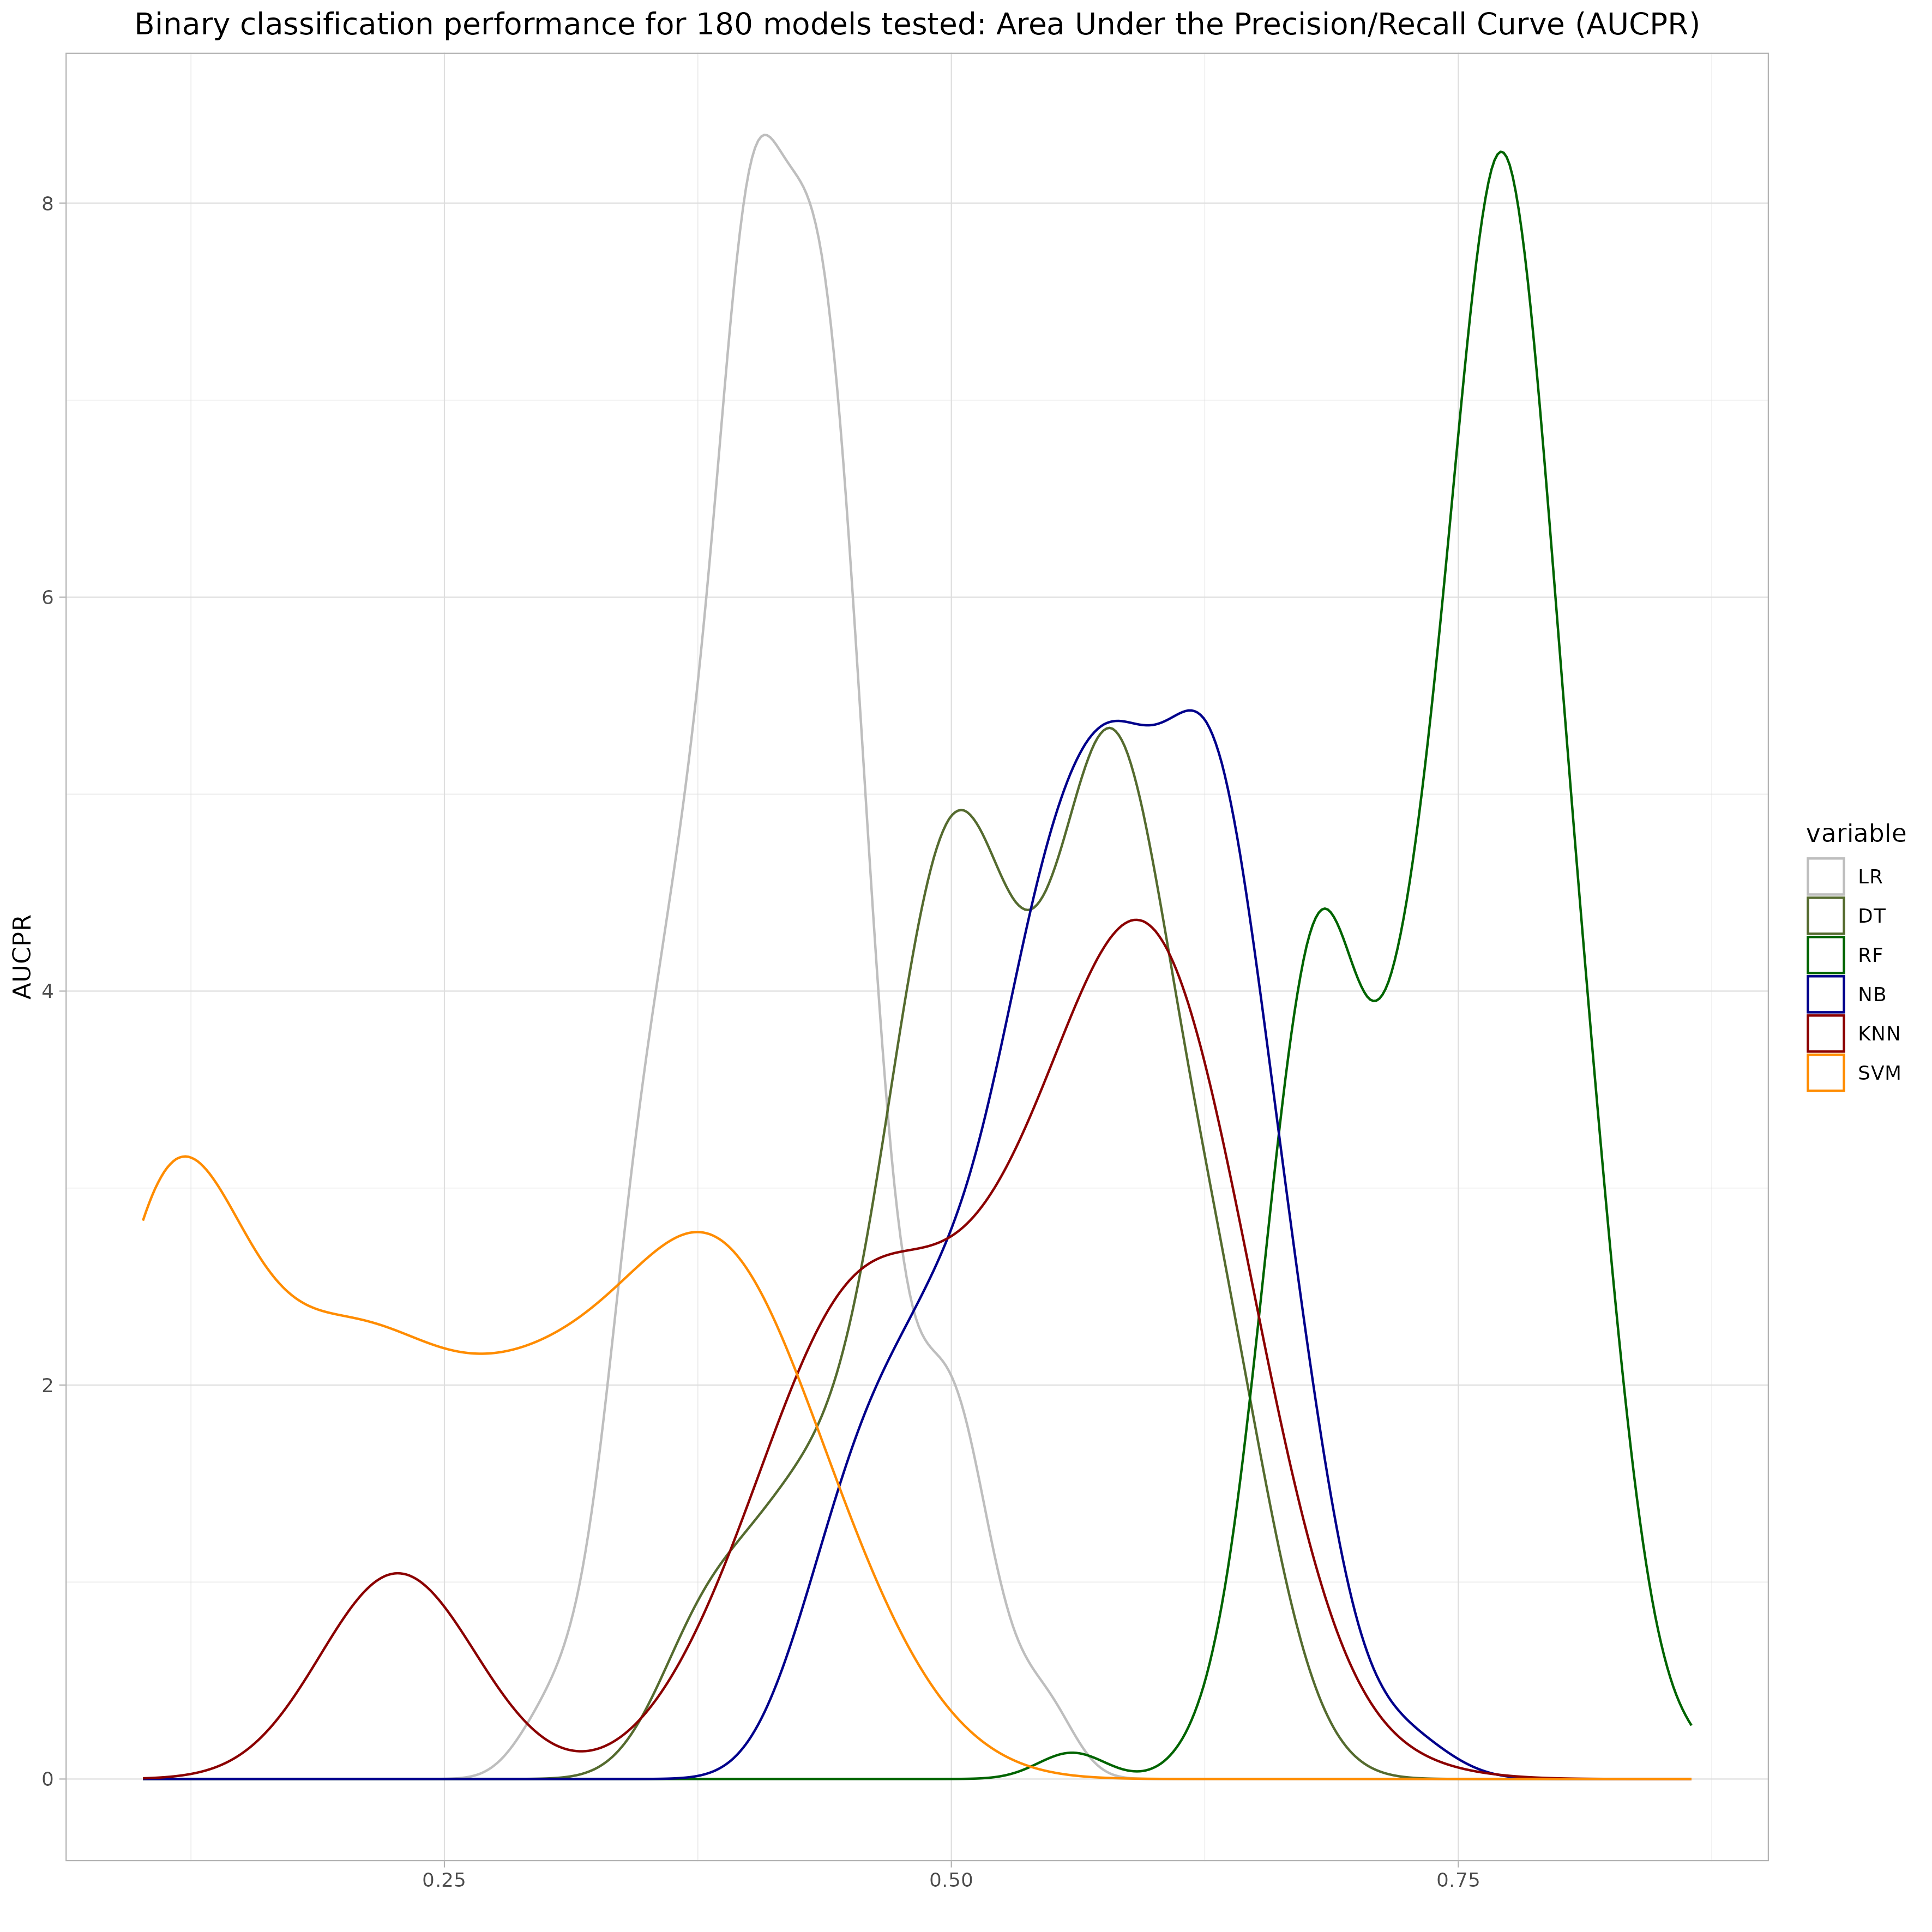 Binary classification performance for 180 models tested: Area Under the Precision/Recall Curve (AUCPR)
8
6
4
2
0
AUCPR
0.25 0.50 0.75
variable
LR
DT
RF
NB
KNN
SVM